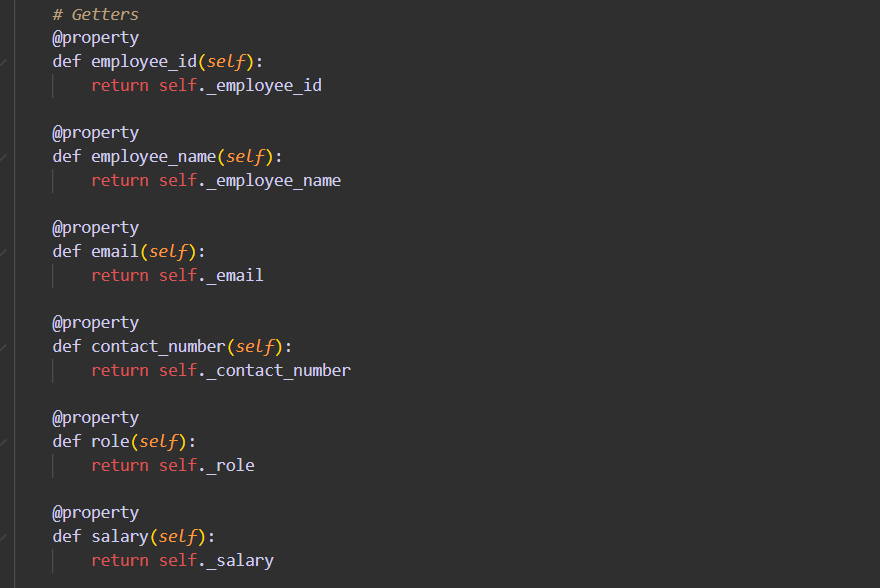 # Getters
@property
def employee_id(self):
    return self._employee_id

@property
def employee_name(self):
    return self._employee_name

@property
def email(self):
    return self._email

@property
def contact_number(self):
    return self._contact_number

@property
def role(self):
    return self._role

@property
def salary(self):
    return self._salary